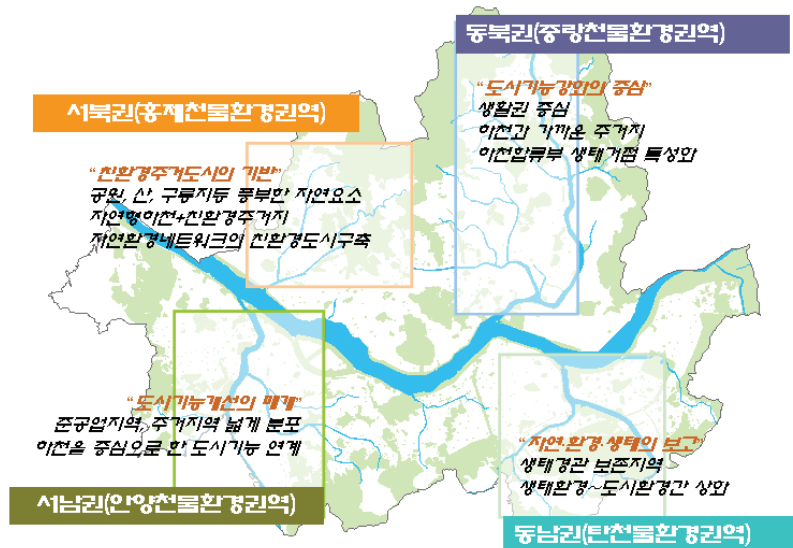 동북권(중랑천물환경권역)
“도시기능강화의 중심”
생활권 중심
하천과 가까운 주거지
하천합류부 생태거점 특성화
서북권(홍제천물환경권역)
“친환경주거도시의 기반”
공원, 산, 구릉지등 풍부한 자연요소
자연형하천+친환경주거지
자연환경네트워크의 친환경도시구축
“도시기능개선의 매개”
준공업지역, 주거지역 넓게 분포
하천을 중심으로 한 도시기능 연계
서남권(안양천물환경권역)
“자연·환경·생태의 보고”
생태경관 보존지역
생태환경~도시환경간 상화
동남권(탄천물환경권역)